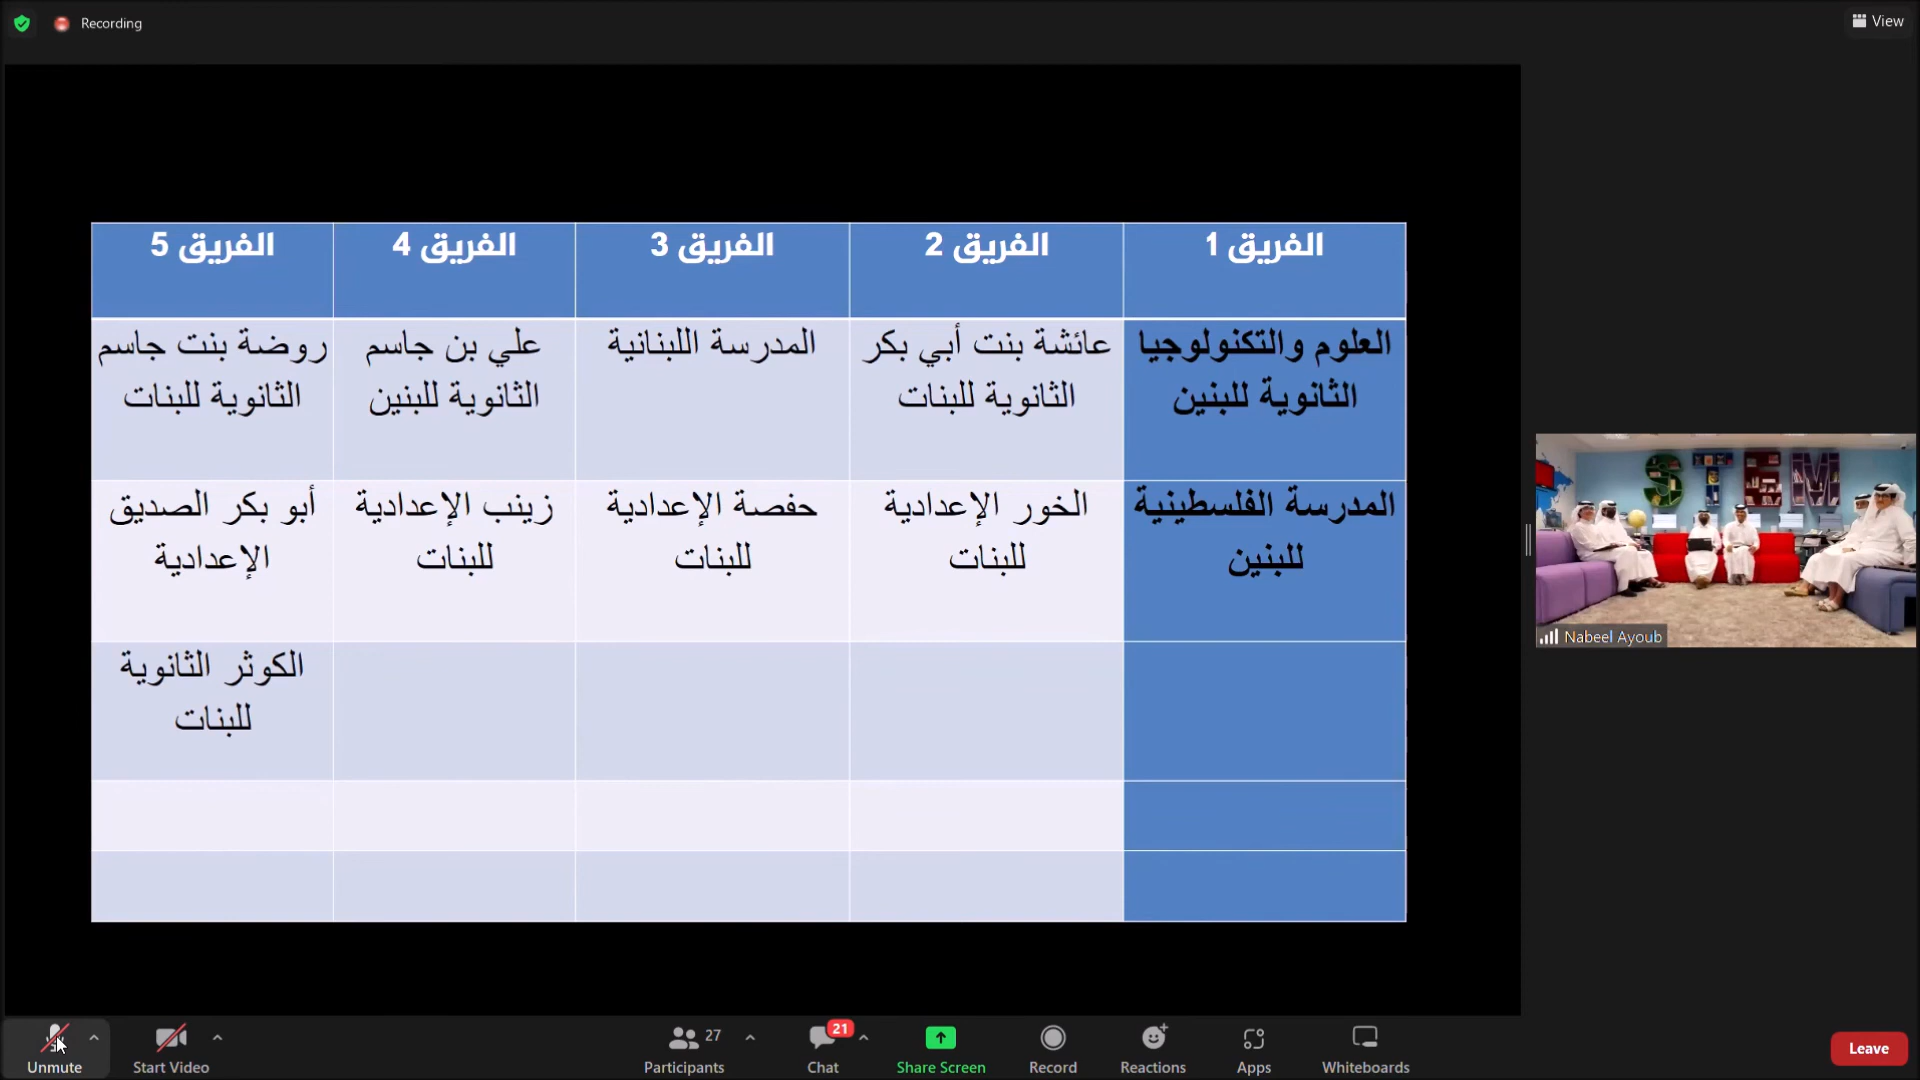 Recording
View
الفريق 1
الفريق 2
الفريق 3
الفريق 4
الفريق 5
العلوم والتكنولوجيا
الثانوية للبنين
عائشة بنت أبي بكر
الثانوية للبنات
المدرسة اللبنانية
علي بن جاسم
الثانوية للبنين
روضة بنت جاسم
الثانوية للبنات
المدرسة الفلسطينية
للبنين
الخور الإعدادية
للبنات
حفصة الإعدادية
للبنات
زينب الإعدادية
للبنات
أبو بكر الصديق
الإعدادية
الكوثر الثانوية
للبنات
STEM
Nabeel Ayoub
Unmute
Start Video
27
Participants
21
Chat
Share Screen
Record
Reactions
Apps
Whiteboards
Leave